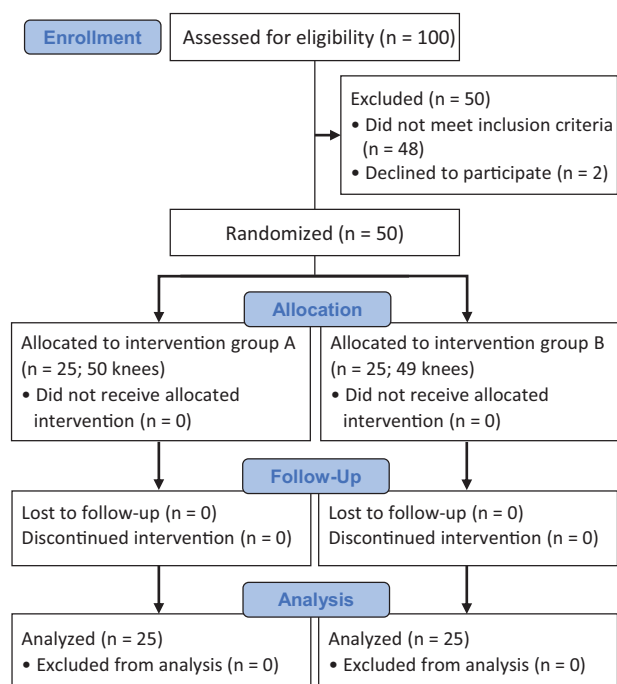 Enrollment
Assessed for eligibility (n = 100)
Excluded (n = 50)
• Did not meet inclusion criteria
(n = 48)
• Declined to participate (n = 2)
Randomized (n = 50)
Allocation
Allocated to intervention group A
(n = 25; 50 knees)
• Did not receive allocated
intervention (n = 0)
Allocated to intervention group B
(n = 25; 49 knees)
• Did not receive allocated
intervention (n = 0)
Follow-Up
Lost to follow-up (n = 0)
Discontinued intervention (n = 0)
Lost to follow-up (n = 0)
Discontinued intervention (n = 0)
Analysis
Analyzed (n = 25)
• Excluded from analysis (n = 0)
Analyzed (n = 25)
• Excluded from analysis (n = 0)